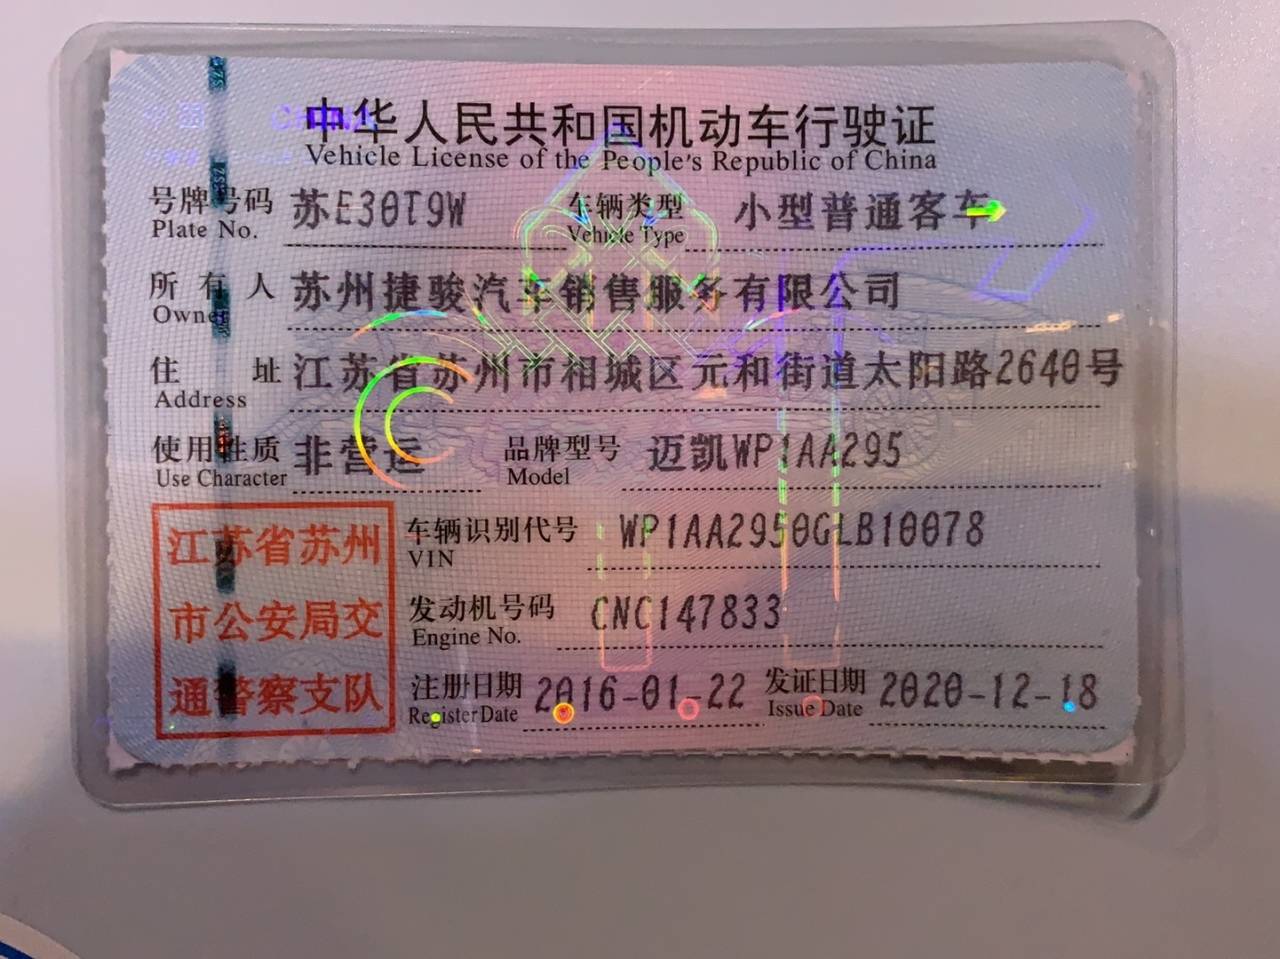 中华人民共和国机动车行驶证
Vehicle License of the People's Republic of China
号牌号码 苏E30T9W 车辆类型 小型普通客车
Plate No. Vehicle Type
所有人 苏州捷骏汽车销售服务有限公司
Owner
住址 江苏省苏州市相城区元和街道太阳路2640号
Address
使用性质 非营运 品牌型号 迈凯WP1AA295
Use Character Model
江苏省苏州
市公安局交
通警察支队
车辆识别代号 WP1AA2950GLB10078
VIN
发动机号码 CNC147833
Engine No.
注册日期 2016-01-22 发证日期 2020-12-18
Register Date Issue Date